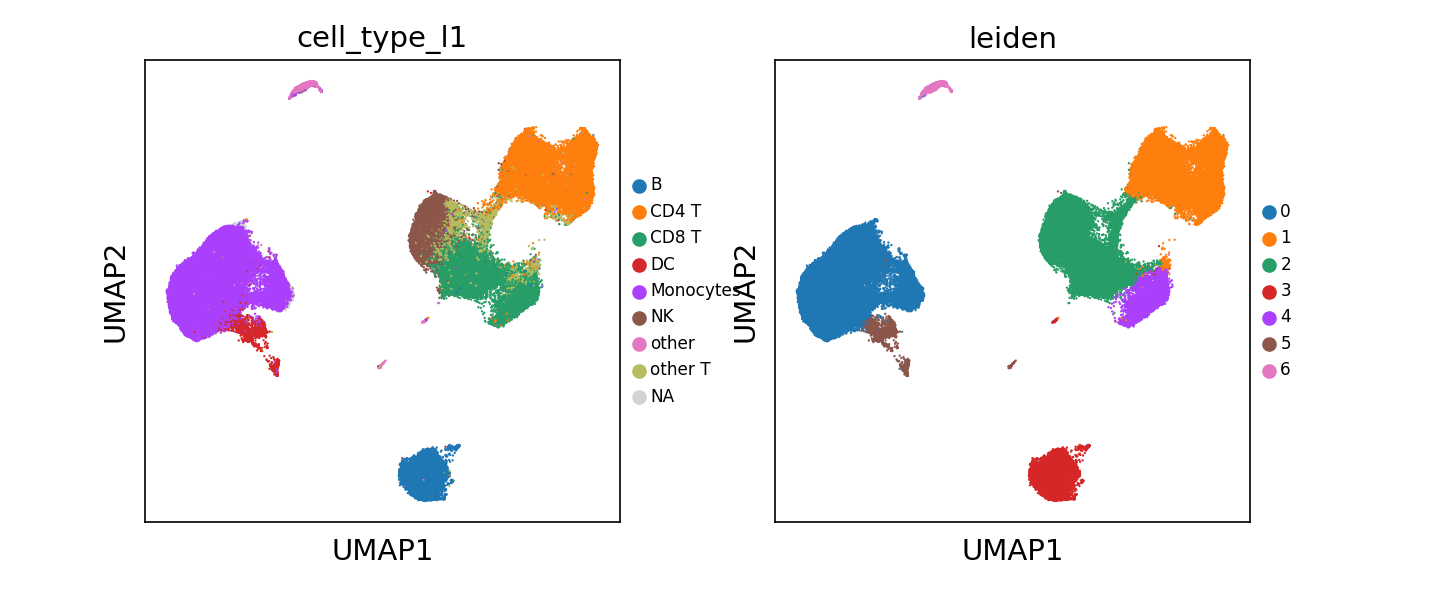 cell_type_l1
UMAP2
UMAP1
B
CD4 T
CD8 T
DC
Monocytes
NK
other
other T
NA
leiden
UMAP2
UMAP1
0
1
2
3
4
5
6